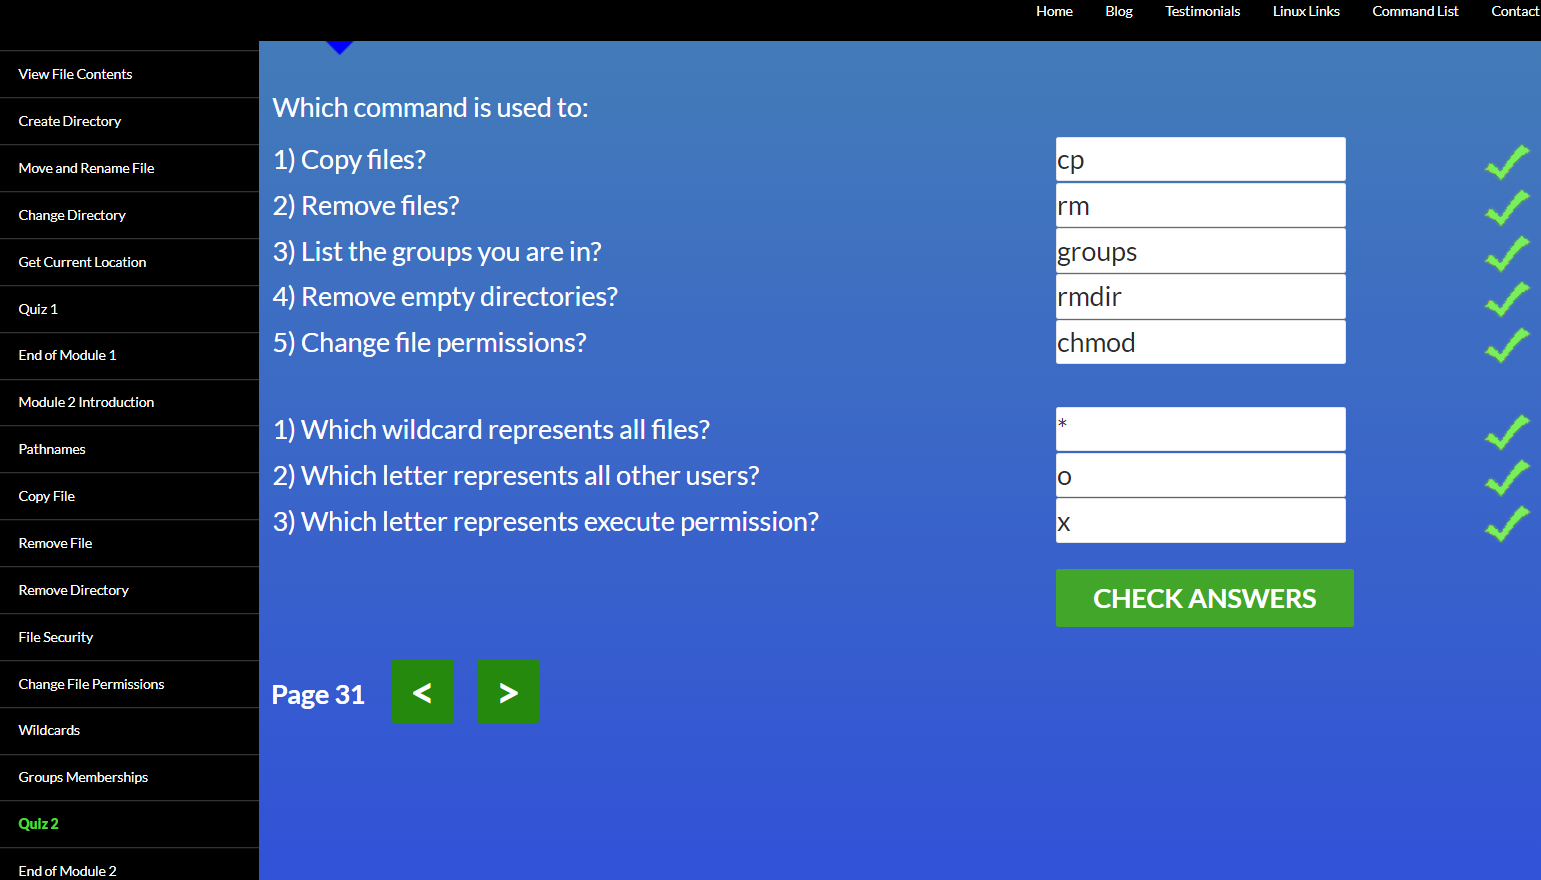 Home Blog Testimonials Linux Links Command List Contact
View File Contents
Create Directory
Move and Rename File
Change Directory
Get Current Location
Quiz 1
End of Module 1
Module 2 Introduction
Pathnames
Copy File
Remove File
Remove Directory
File Security
Change File Permissions
Wildcards
Groups Memberships
Quiz 2
End of Module 2
Which command is used to:
1) Copy files? cp
2) Remove files? rm
3) List the groups you are in? groups
4) Remove empty directories? rmdir
5) Change file permissions? chmod
1) Which wildcard represents all files? *
2) Which letter represents all other users? o
3) Which letter represents execute permission? x
CHECK ANSWERS
Page 31 < >